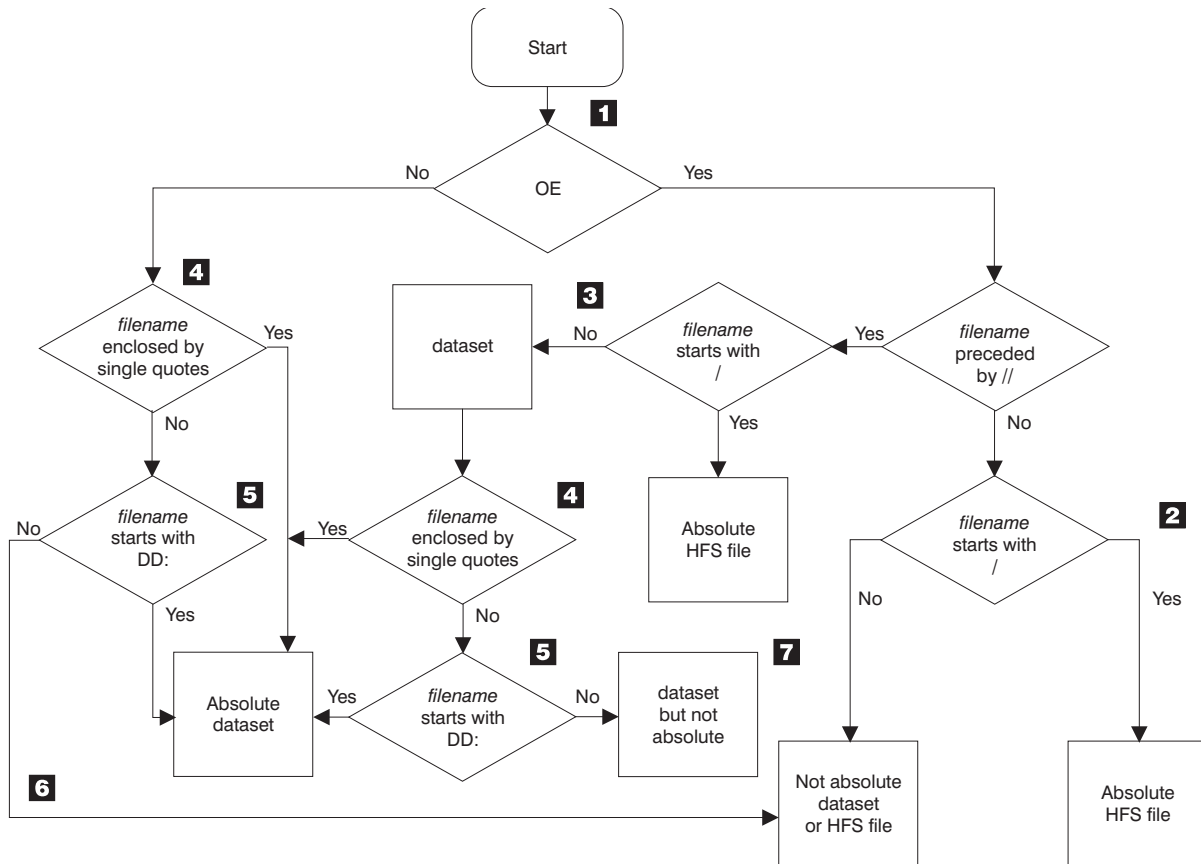 Start
1
OE
No
Yes
4
filename
enclosed by
single quotes
Yes
No
dataset
3
No
filename
starts with
/
Yes
Yes
filename
preceded
by //
No
5
No
filename
starts with
DD:
Yes
Yes
filename
enclosed by
single quotes
4
No
Absolute
HFS file
filename
starts with
/
2
No
Yes
Absolute
dataset
Yes
filename
starts with
DD:
5
No
dataset
but not
absolute
7
6
Not absolute
dataset
or HFS file
Absolute
HFS file